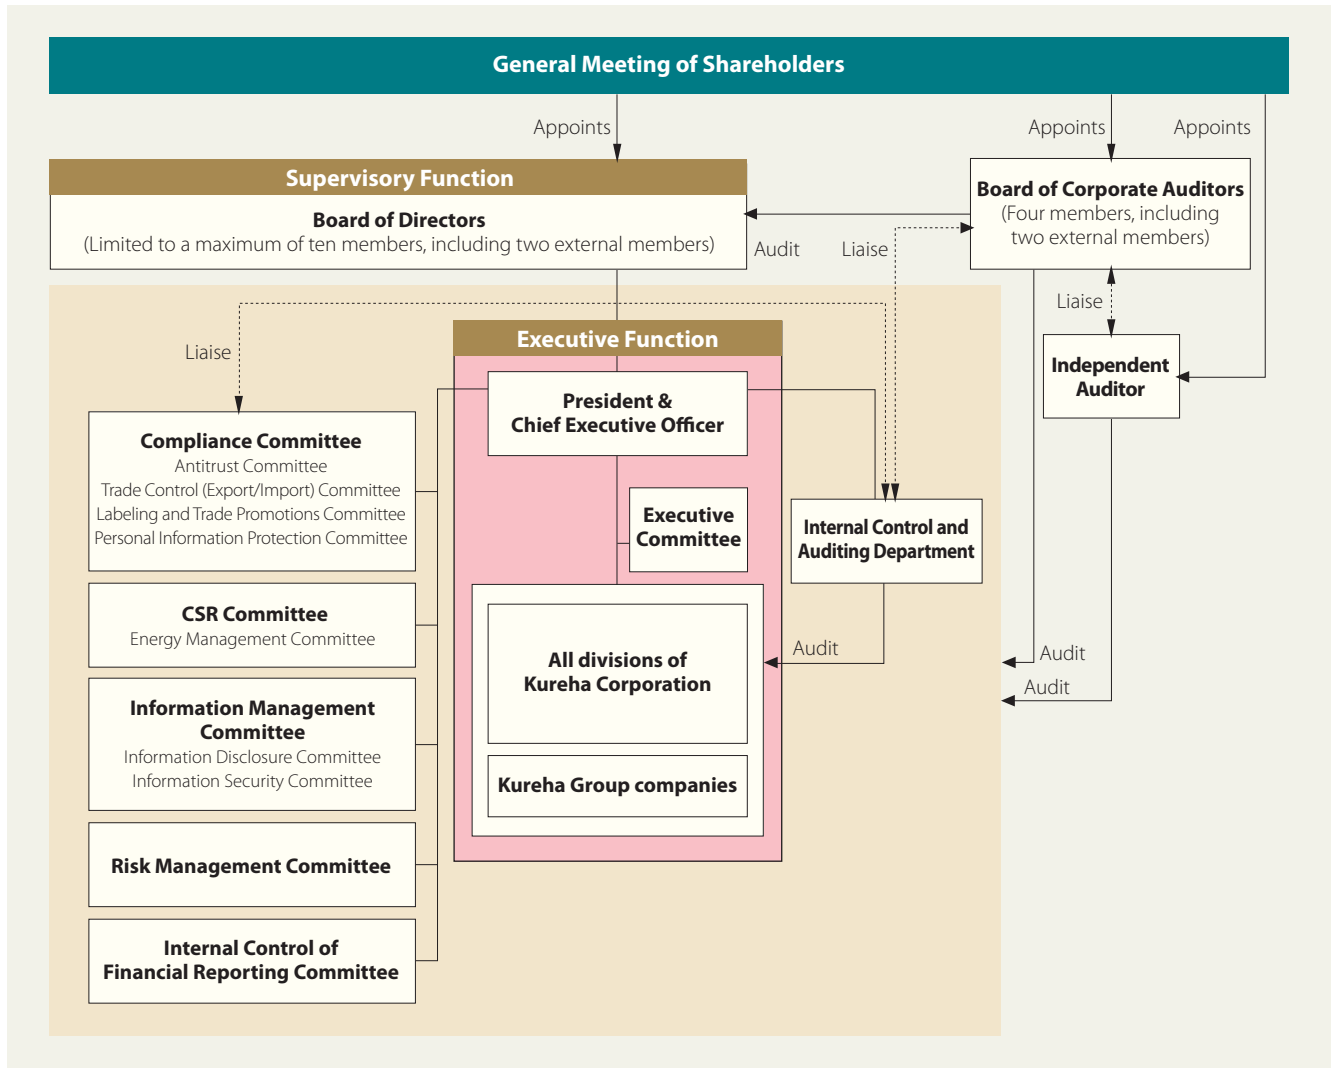 General Meeting of Shareholders
Appoints
Appoints
Appoints
Supervisory Function
Board of Directors
(Limited to a maximum of ten members, including two external members)
Board of Corporate Auditors
(Four members, including
two external members)
Audit
Liaise
Liaise
Independent
Auditor
Liaise
Executive Function
President &
Chief Executive Officer
Compliance Committee
Antitrust Committee
Trade Control (Export/Import) Committee
Labeling and Trade Promotions Committee
Personal Information Protection Committee
Executive
Committee
Internal Control and
Auditing Department
CSR Committee
Energy Management Committee
All divisions of
Kureha Corporation
Audit
Audit
Audit
Information Management
Committee
Information Disclosure Committee
Information Security Committee
Kureha Group companies
Risk Management Committee
Internal Control of
Financial Reporting Committee